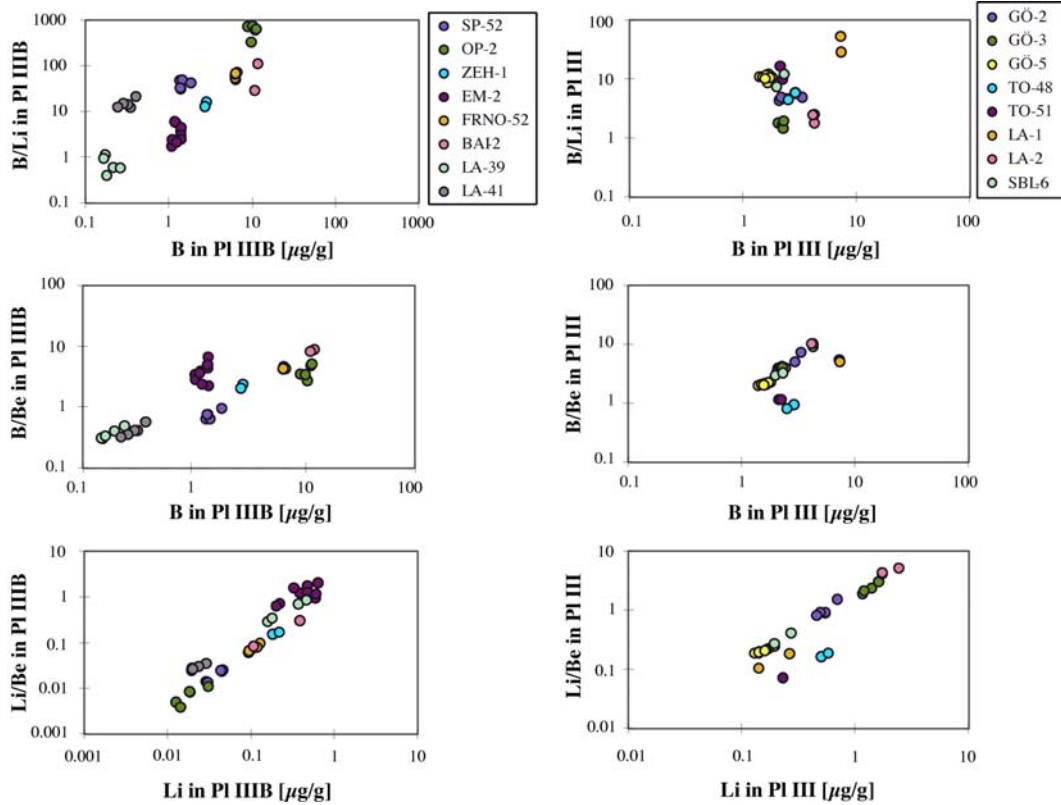 B/Li in Pl IIIB
1000
100
10
1
0.1
0.1
1
10
100
1000
B in Pl IIIB [µg/g]
SP-52
OP-2
ZEH-1
EM-2
FRNO-52
BAI-2
LA-39
LA-41
B/Li in Pl III
100
10
1
0.1
0.1
1
10
100
B in Pl III [µg/g]
GÖ-2
GÖ-3
GÖ-5
TO-48
TO-51
LA-1
LA-2
SBL-6
B/Be in Pl IIIB
100
10
1
0.1
0.1
1
10
100
B in Pl IIIB [µg/g]
B/Be in Pl III
100
10
1
0.1
0.1
1
10
100
B in Pl III [µg/g]
Li/Be in Pl IIIB
10
1
0.1
0.01
0.001
0.001
0.01
0.1
1
10
Li in Pl IIIB [µg/g]
Li/Be in Pl III
10
1
0.1
0.01
0.01
0.1
1
10
Li in Pl III [µg/g]